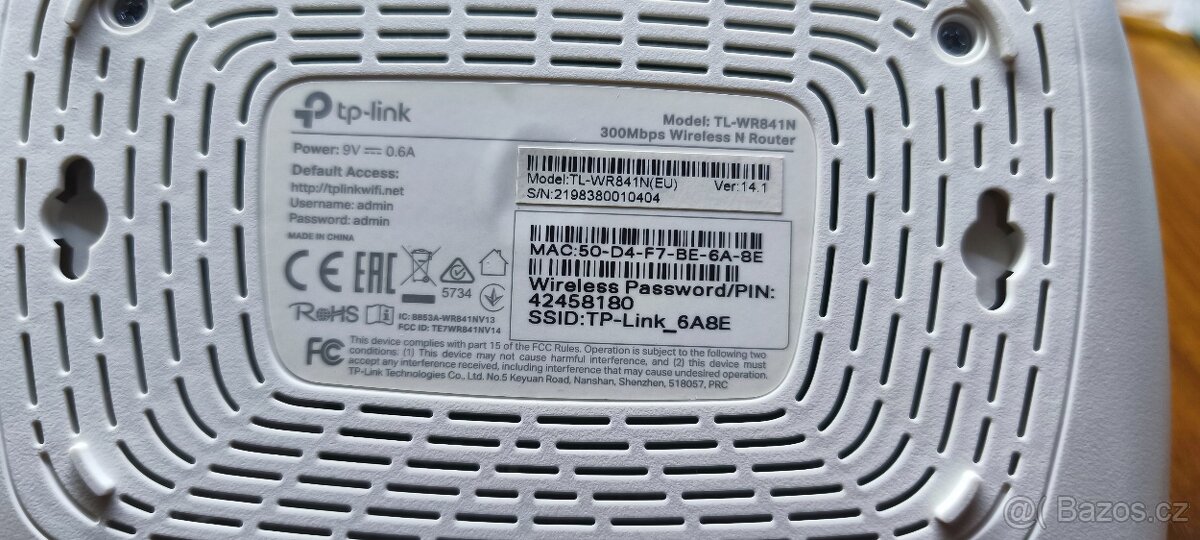 tp-link
Model: TL-WR841N
300Mbps Wireless N Router
Power: 9V 0.6A
Default Access:
http://tplinkwifi.net
Username: admin
Password: admin
MADE IN CHINA
Model:TL-WR841N(EU) Ver:14.1
S/N:2198380010404
MAC:50-D4-F7-BE-6A-8E
Wireless Password/PIN:
42458180
SSID:TP-Link_6A8E
CE EAC
5734
RoHS
IC: 8853A-WR841NV13
FCC ID: TE7WR841NV14
FC This device complies with part 15 of the FCC Rules. Operation is subject to the following two
conditions: (1) This device may not cause harmful interference, and (2) this device must
accept any interference received, including interference that may cause undesired operation.
TP-Link Technologies Co., Ltd. No.5 Keyuan Road, Nanshan, Shenzhen, 518057, PRC
@( Bazos.cz